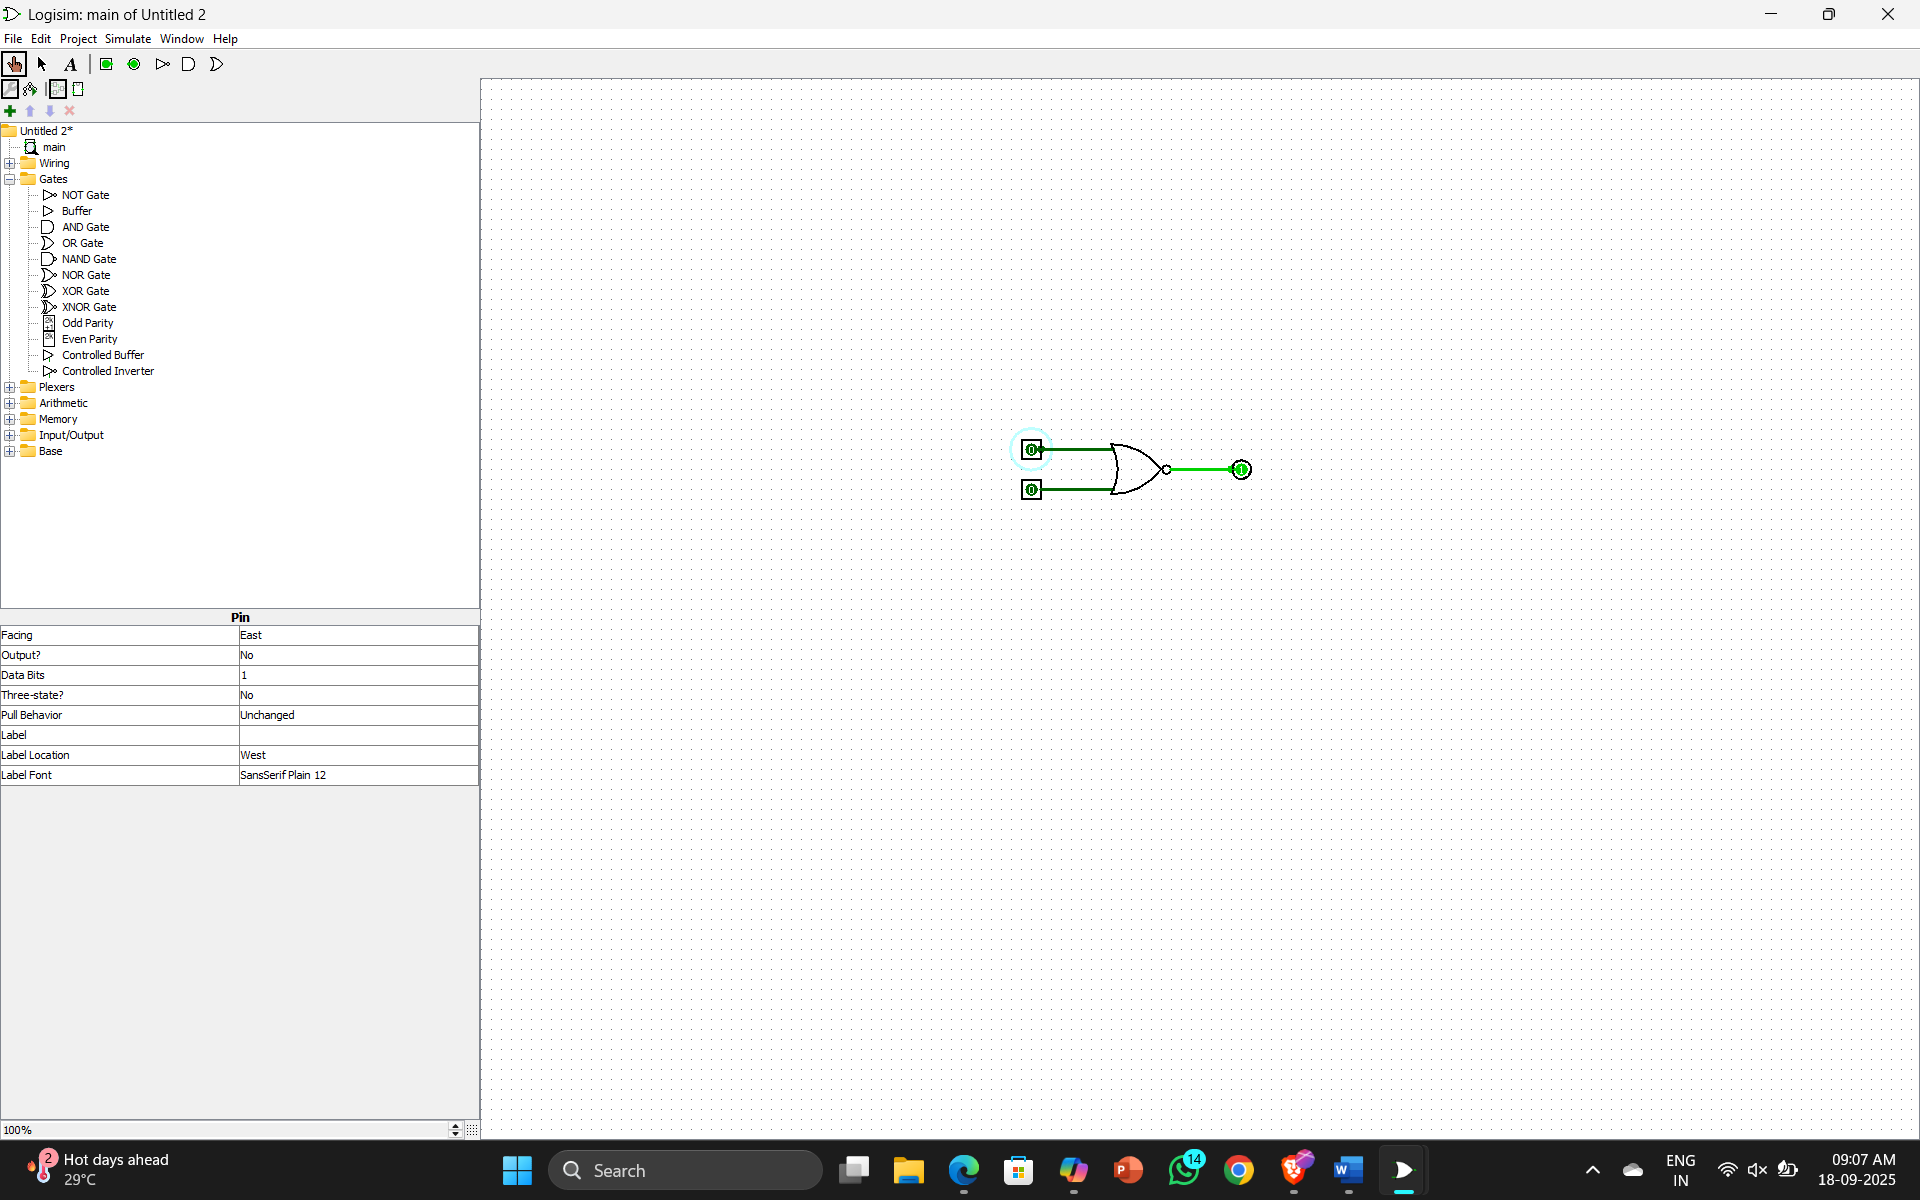 Logisim: main of Untitled 2
File Edit Project Simulate Window Help
A
Untitled 2*
main
Wiring
Gates
NOT Gate
Buffer
AND Gate
OR Gate
NAND Gate
NOR Gate
XOR Gate
XNOR Gate
2k+1 Odd Parity
2k Even Parity
Controlled Buffer
Controlled Inverter
Plexers
Arithmetic
Memory
Input/Output
Base
0
1
0
Pin
Facing East
Output? No
Data Bits 1
Three-state? No
Pull Behavior Unchanged
Label
Label Location West
Label Font SansSerif Plain 12
100%
2
Hot days ahead
29°C
Search
14
ENG
IN
09:07 AM
18-09-2025